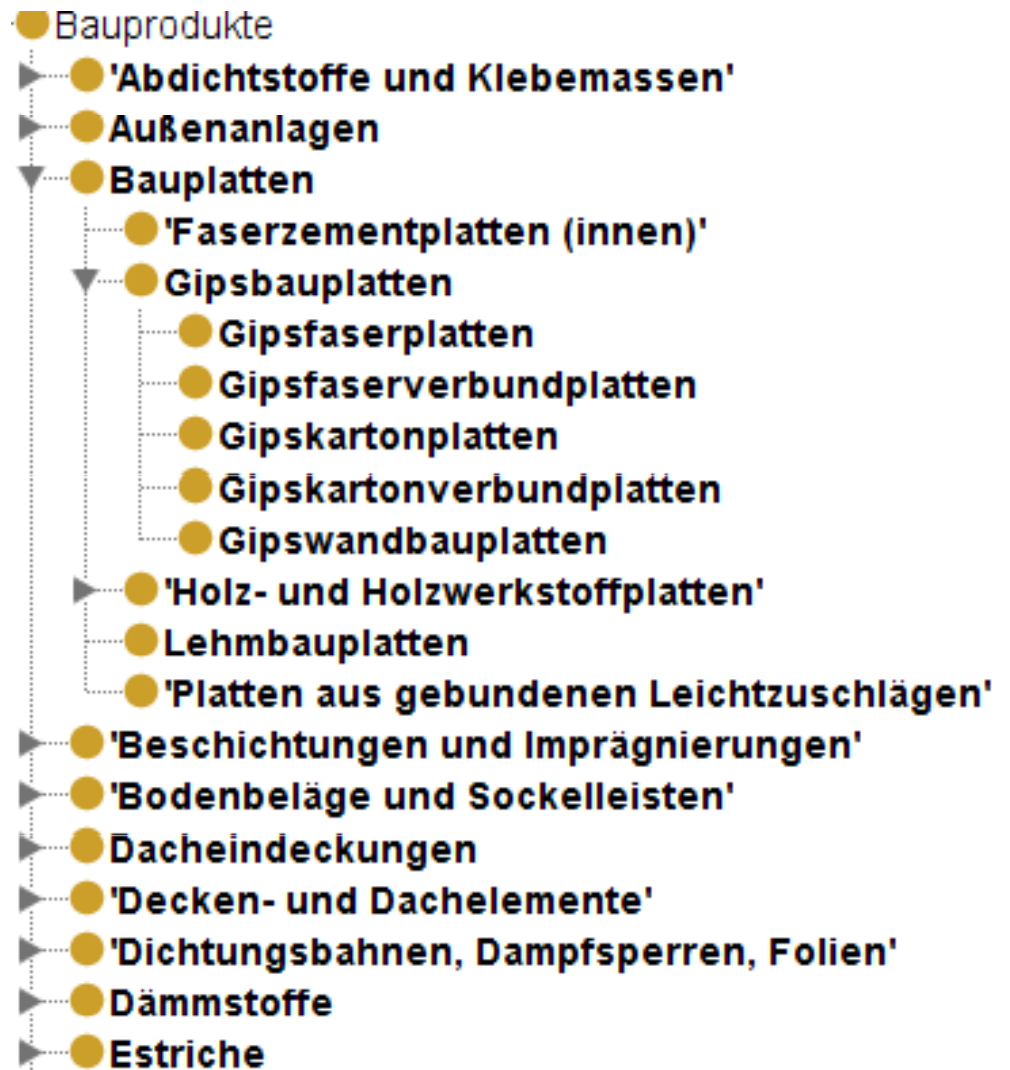 Bauprodukte
'Abdichtstoffe und Klebemassen'
Außenanlagen
Bauplatten
'Faserzementplatten (innen)'
Gipsbauplatten
Gipsfaserplatten
Gipsfaserverbundplatten
Gipskartonplatten
Gipskartonverbundplatten
Gipswandbauplatten
'Holz- und Holzwerkstoffplatten'
Lehmbauplatten
'Platten aus gebundenen Leichtzuschlägen'
'Beschichtungen und Imprägnierungen'
'Bodenbeläge und Sockelleisten'
Dacheindeckungen
'Decken- und Dachelemente'
'Dichtungsbahnen, Dampfsperren, Folien'
Dämmstoffe
Estriche